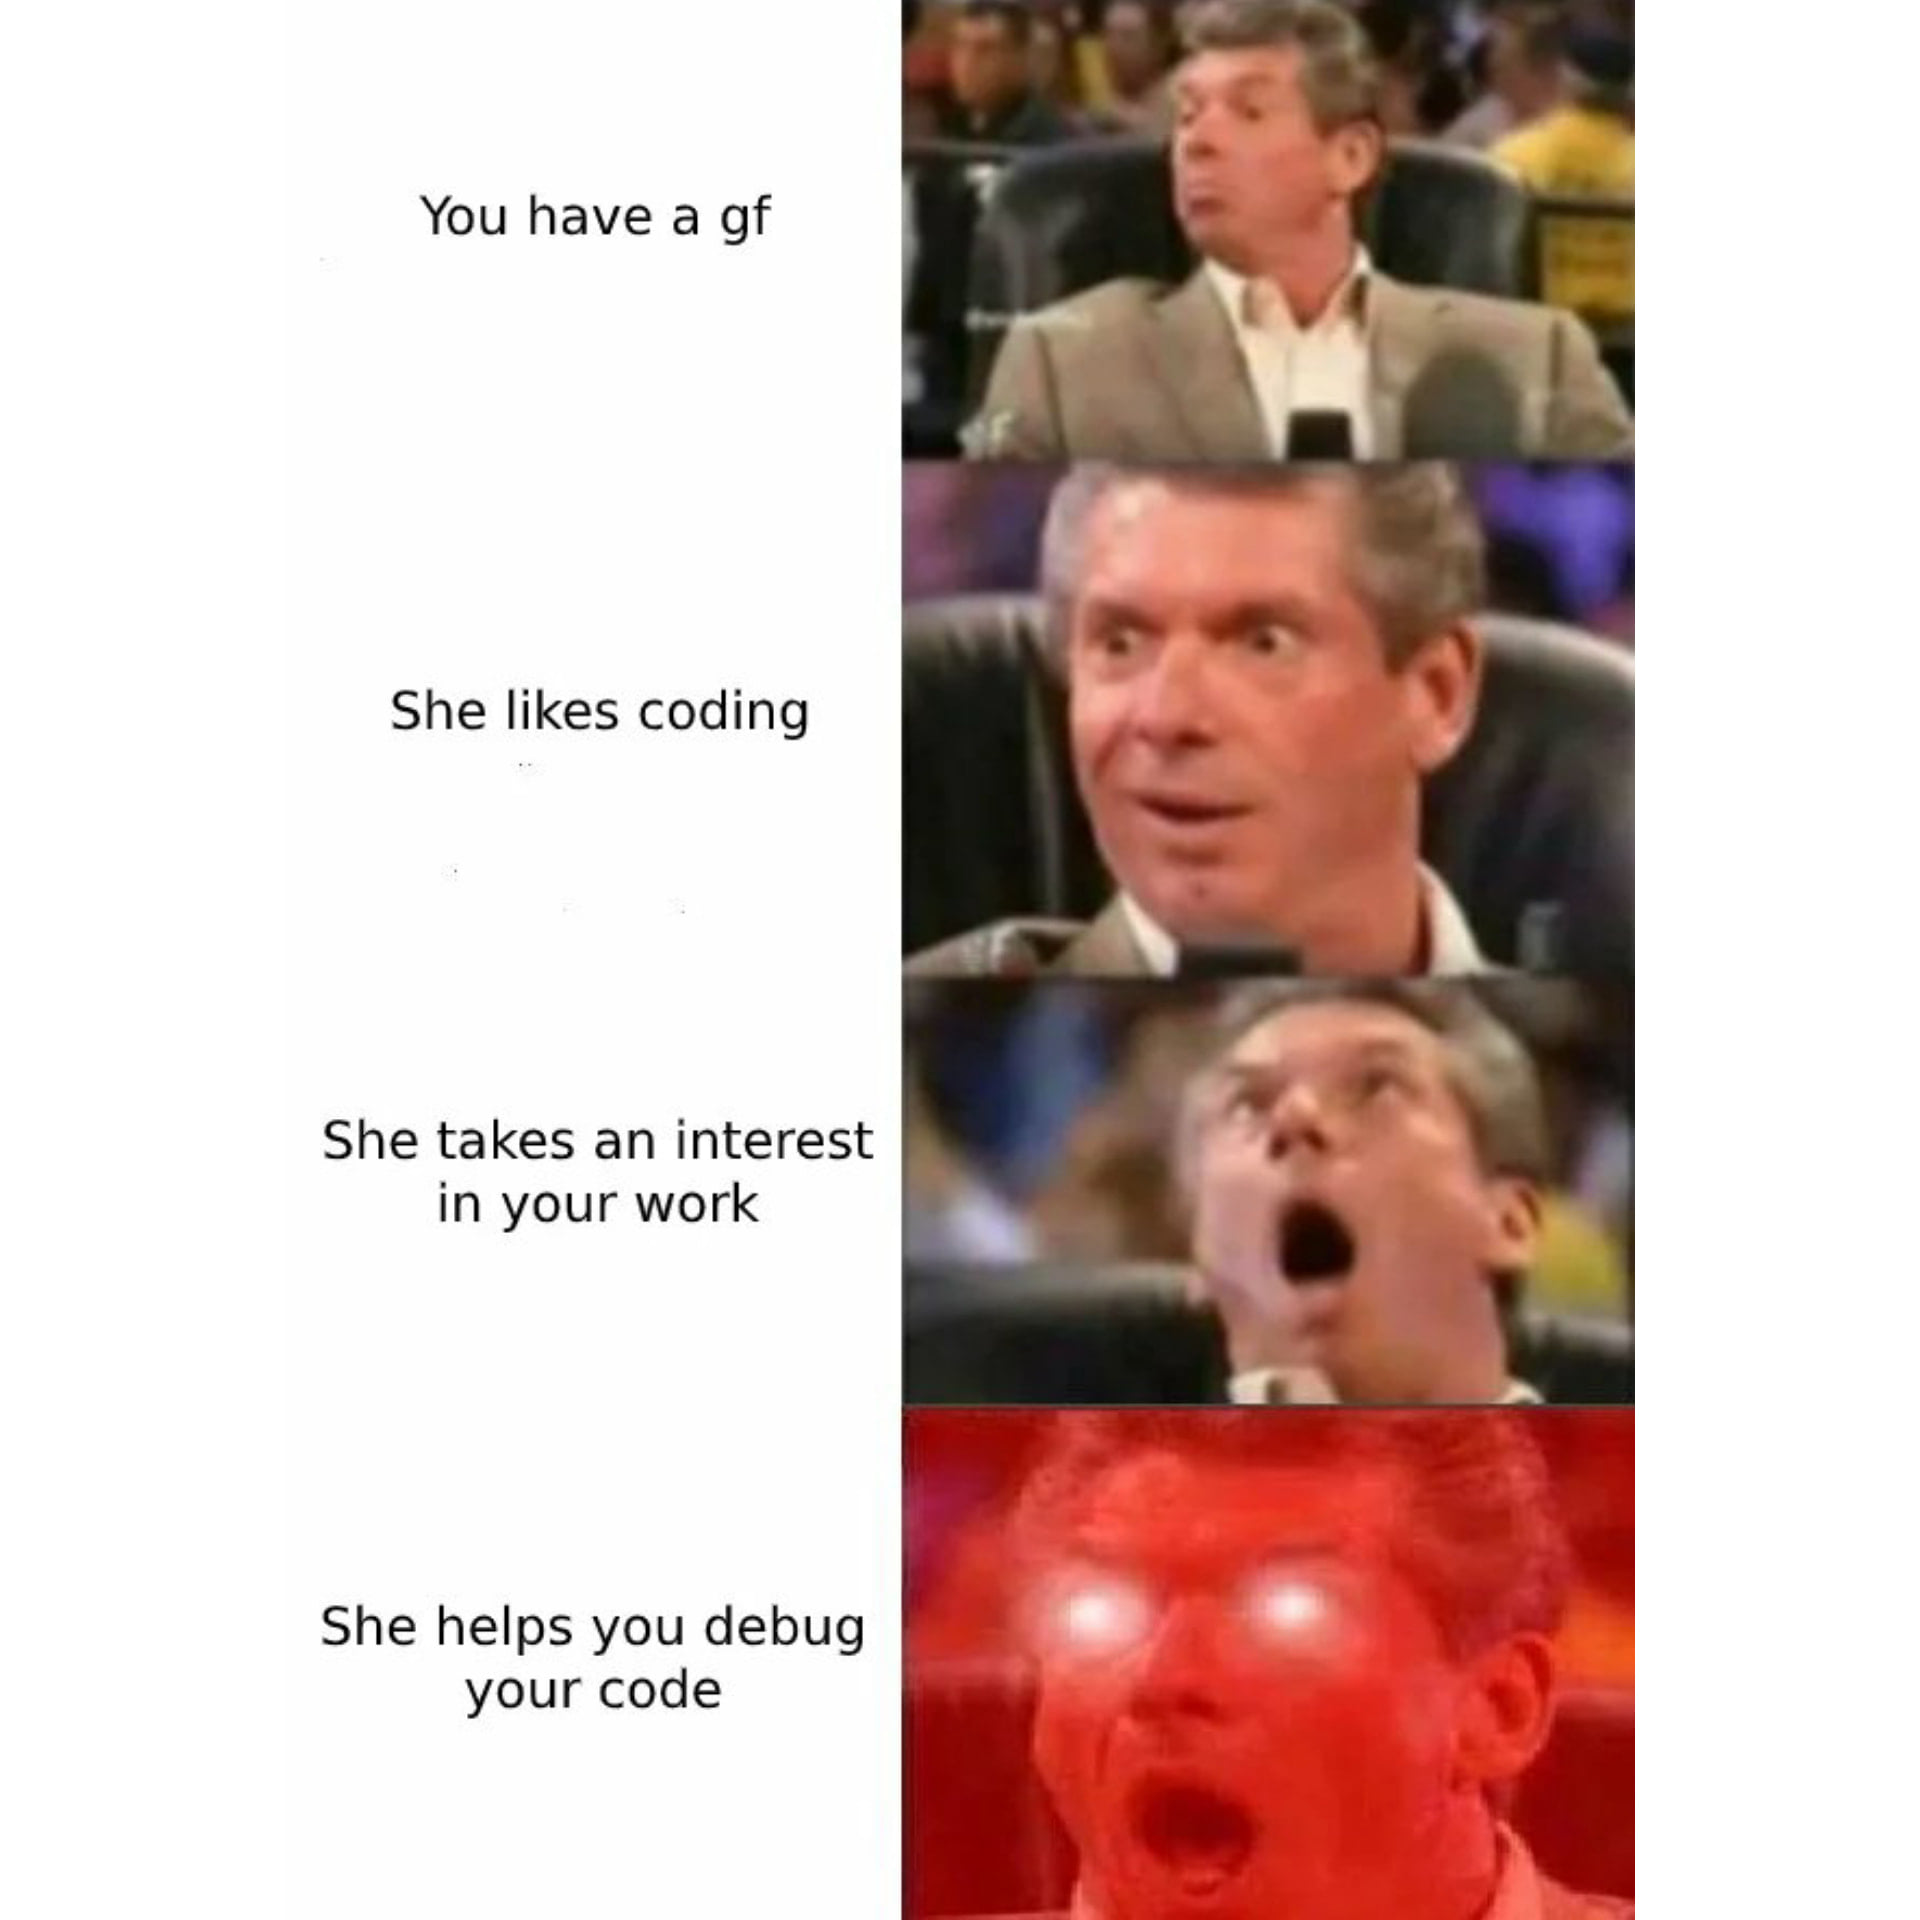 You have a gf
She likes coding
She takes an interest
in your work
She helps you debug
your code